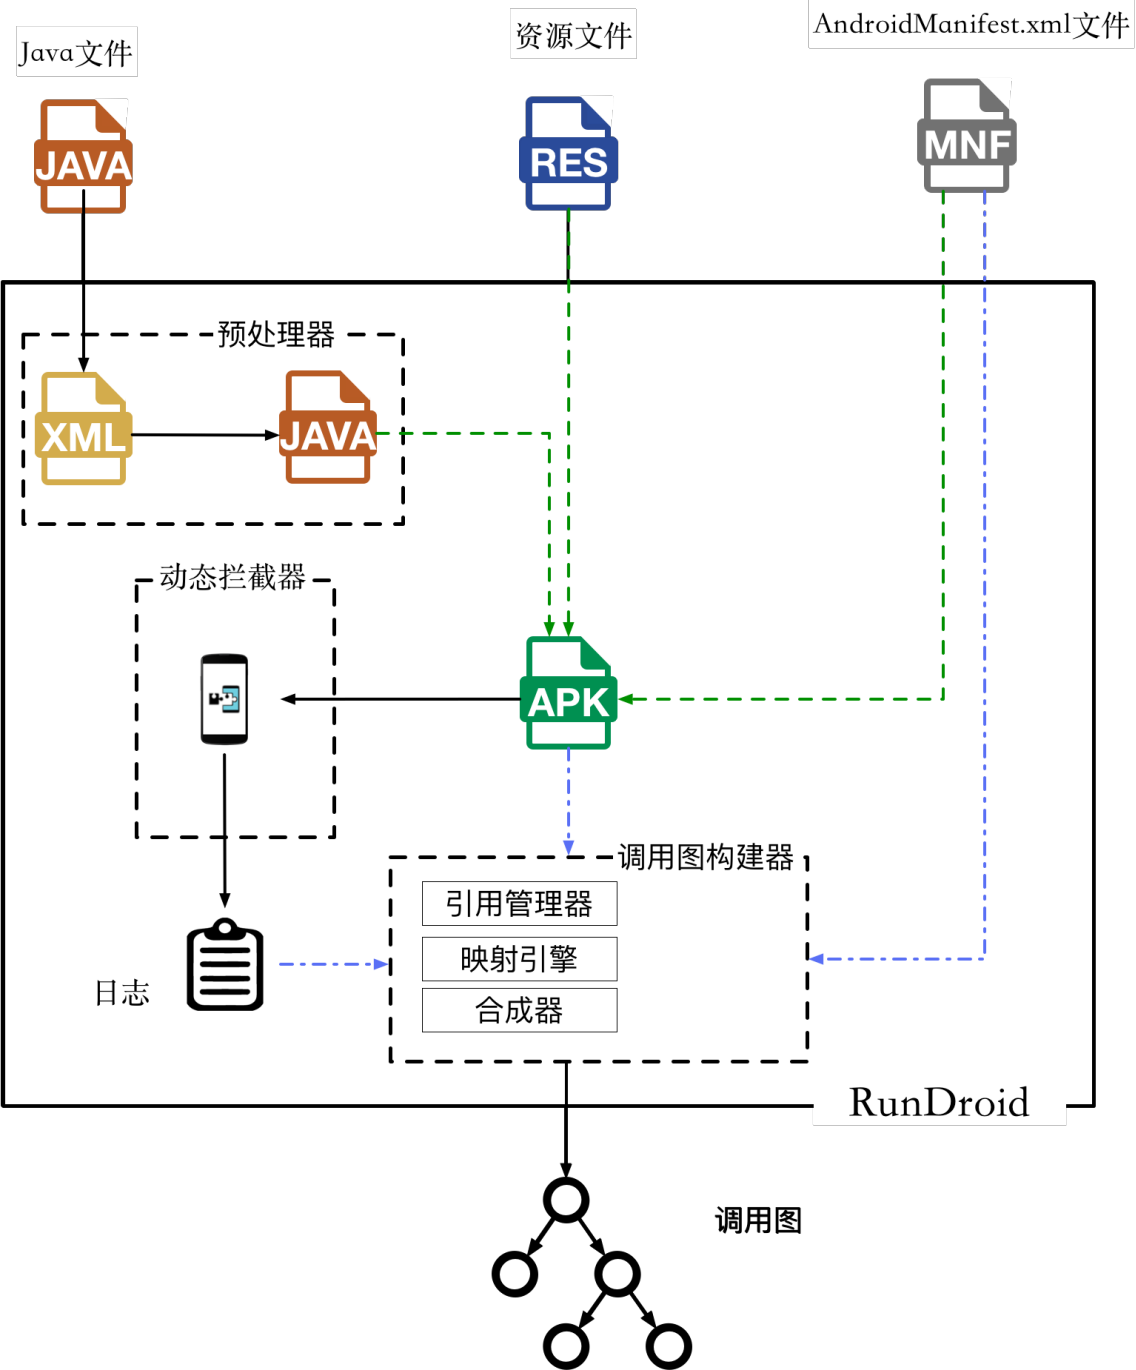 Java文件
资源文件
AndroidManifest.xml文件
JAVA
RES
MNF
预处理器
XML
JAVA
动态拦截器
APK
调用图构建器
引用管理器
映射引擎
合成器
日志
RunDroid
调用图